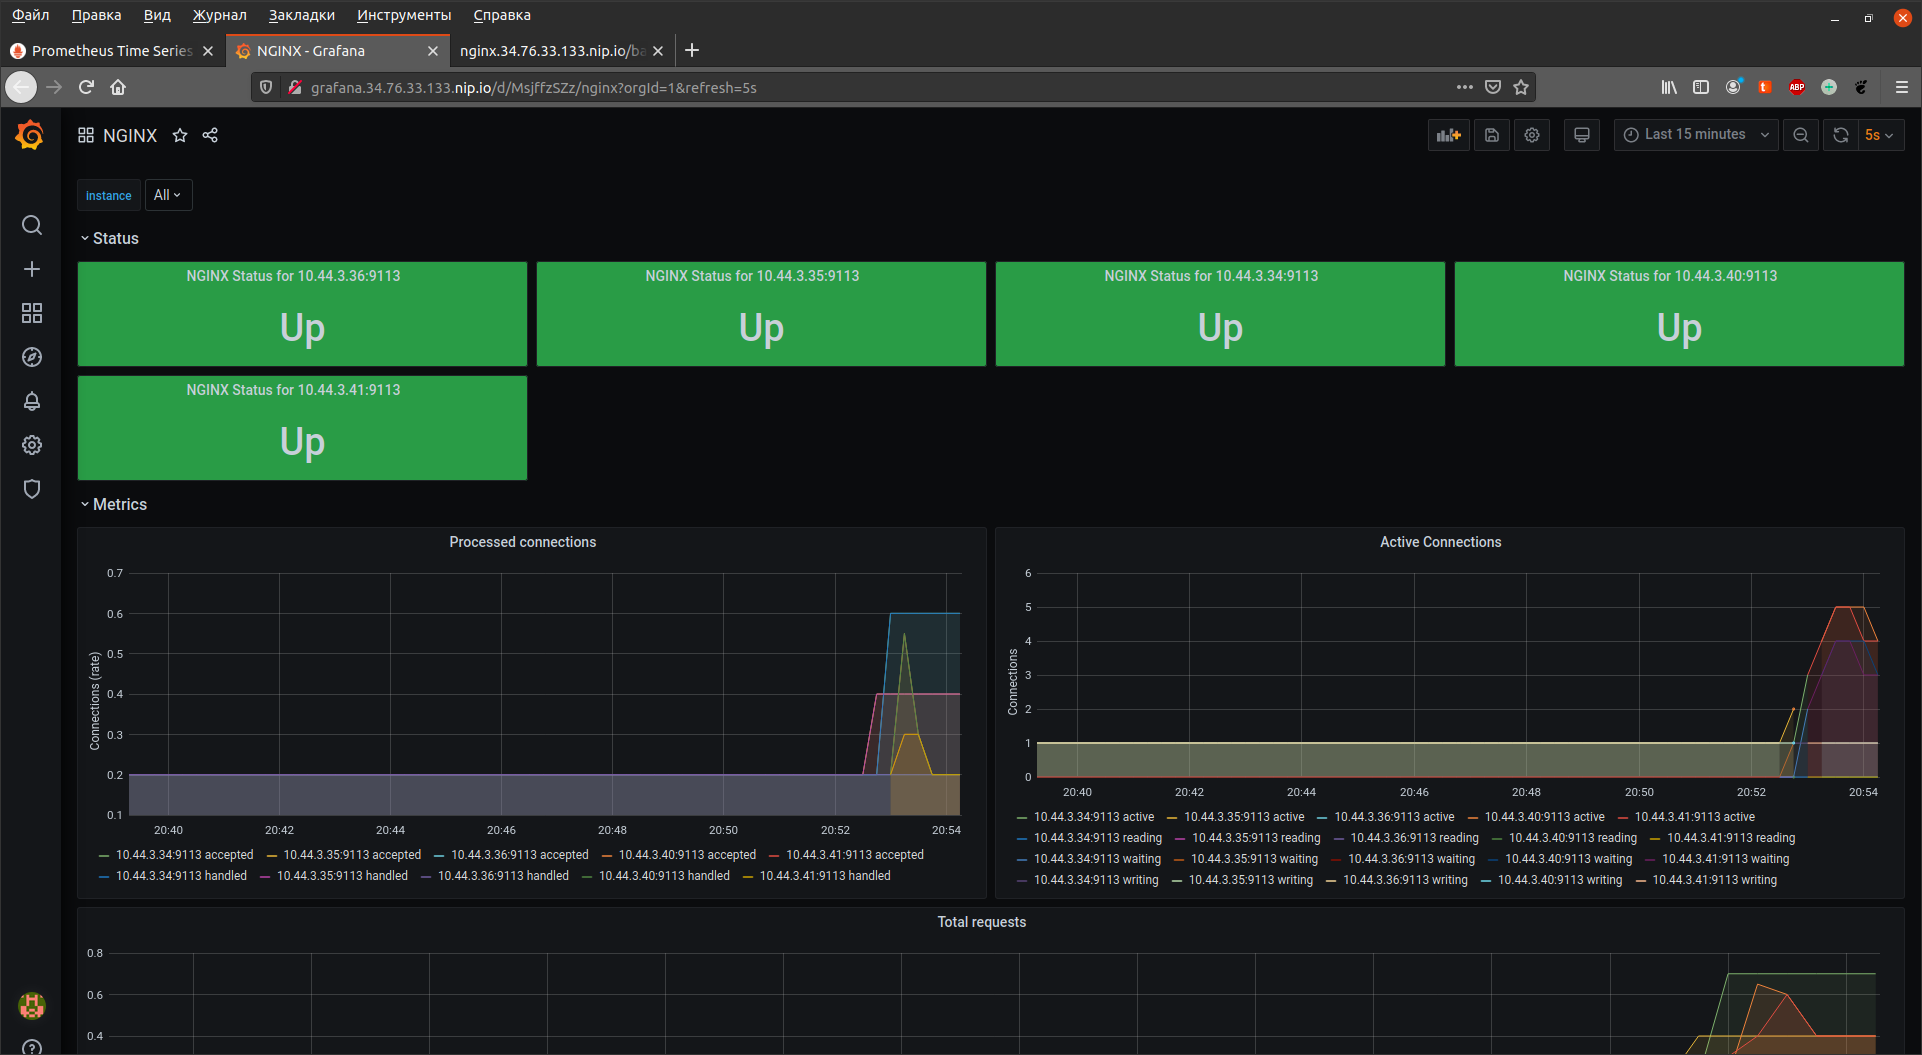 Файл Правка Вид Журнал Закладки Инструменты Справка
Prometheus Time Series NGINX - Grafana nginx.34.76.33.133.nip.io/ba
grafana.34.76.33.133.nip.io/d/MsjffzSZz/nginx?orgId=1&refresh=5s ABP
NGINX Last 15 minutes 5s
instance All
Status
NGINX Status for 10.44.3.36:9113 NGINX Status for 10.44.3.35:9113 NGINX Status for 10.44.3.34:9113 NGINX Status for 10.44.3.40:9113
Up Up Up Up
NGINX Status for 10.44.3.41:9113
Up
Metrics
Processed connections
Connections (rate)
0.7
0.6
0.5
0.4
0.3
0.2
0.1
20:40 20:42 20:44 20:46 20:48 20:50 20:52 20:54
10.44.3.34:9113 accepted 10.44.3.35:9113 accepted 10.44.3.36:9113 accepted 10.44.3.40:9113 accepted 10.44.3.41:9113 accepted
10.44.3.34:9113 handled 10.44.3.35:9113 handled 10.44.3.36:9113 handled 10.44.3.40:9113 handled 10.44.3.41:9113 handled
Active Connections
Connections
6
5
4
3
2
1
0
20:40 20:42 20:44 20:46 20:48 20:50 20:52 20:54
10.44.3.34:9113 active 10.44.3.35:9113 active 10.44.3.36:9113 active 10.44.3.40:9113 active 10.44.3.41:9113 active
10.44.3.34:9113 reading 10.44.3.35:9113 reading 10.44.3.36:9113 reading 10.44.3.40:9113 reading 10.44.3.41:9113 reading
10.44.3.34:9113 waiting 10.44.3.35:9113 waiting 10.44.3.36:9113 waiting 10.44.3.40:9113 waiting 10.44.3.41:9113 waiting
10.44.3.34:9113 writing 10.44.3.35:9113 writing 10.44.3.36:9113 writing 10.44.3.40:9113 writing 10.44.3.41:9113 writing
Total requests
0.8
0.6
0.4